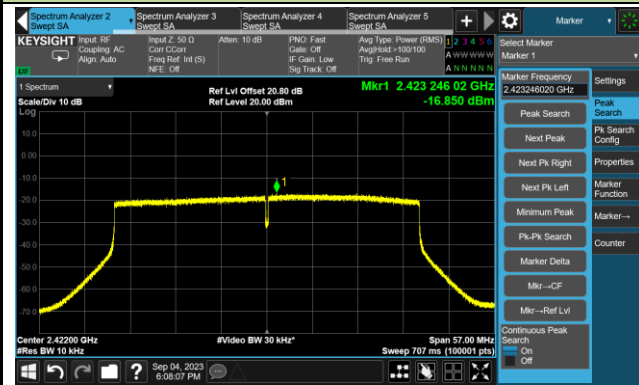 Spectrum Analyzer 2
Swept SA
Spectrum Analyzer 3
Swept SA
Spectrum Analyzer 4
Swept SA
Spectrum Analyzer 5
Swept SA
Marker
KEYSIGHT
Input: RF
Coupling: AC
Align: Auto
Input Z: 50 Ω
Corr CCorr
Freq Ref: Int (S)
NFE: Off
Atten: 10 dB
PNO: Fast
Gate: Off
IF Gain: Low
Sig Track: Off
Avg Type: Power (RMS)
Avg|Hold:>100/100
Trig: Free Run
1 2 3 4 5 6
A W W W W W
A N N N N N
LXI
Select Marker
Marker 1
1 Spectrum
Scale/Div 10 dB
Log
Ref Lvl Offset 20.80 dB
Ref Level 20.00 dBm
Mkr1 2.423 246 02 GHz
-16.850 dBm
10.0
0.00
-10.0
-20.0
-30.0
-40.0
-50.0
-60.0
-70.0
1
Center 2.42200 GHz
#Res BW 10 kHz
#Video BW 30 kHz*
Span 57.00 MHz
Sweep 707 ms (100001 pts)
Marker Frequency
2.423246020 GHz
Peak Search
Next Peak
Next Pk Right
Next Pk Left
Minimum Peak
Pk-Pk Search
Marker Delta
Mkr→CF
Mkr→Ref Lvl
Continuous Peak
Search
On
Off
Settings
Peak
Search
Pk Search
Config
Properties
Marker
Function
Marker→
Counter
Sep 04, 2023
6:08:07 PM